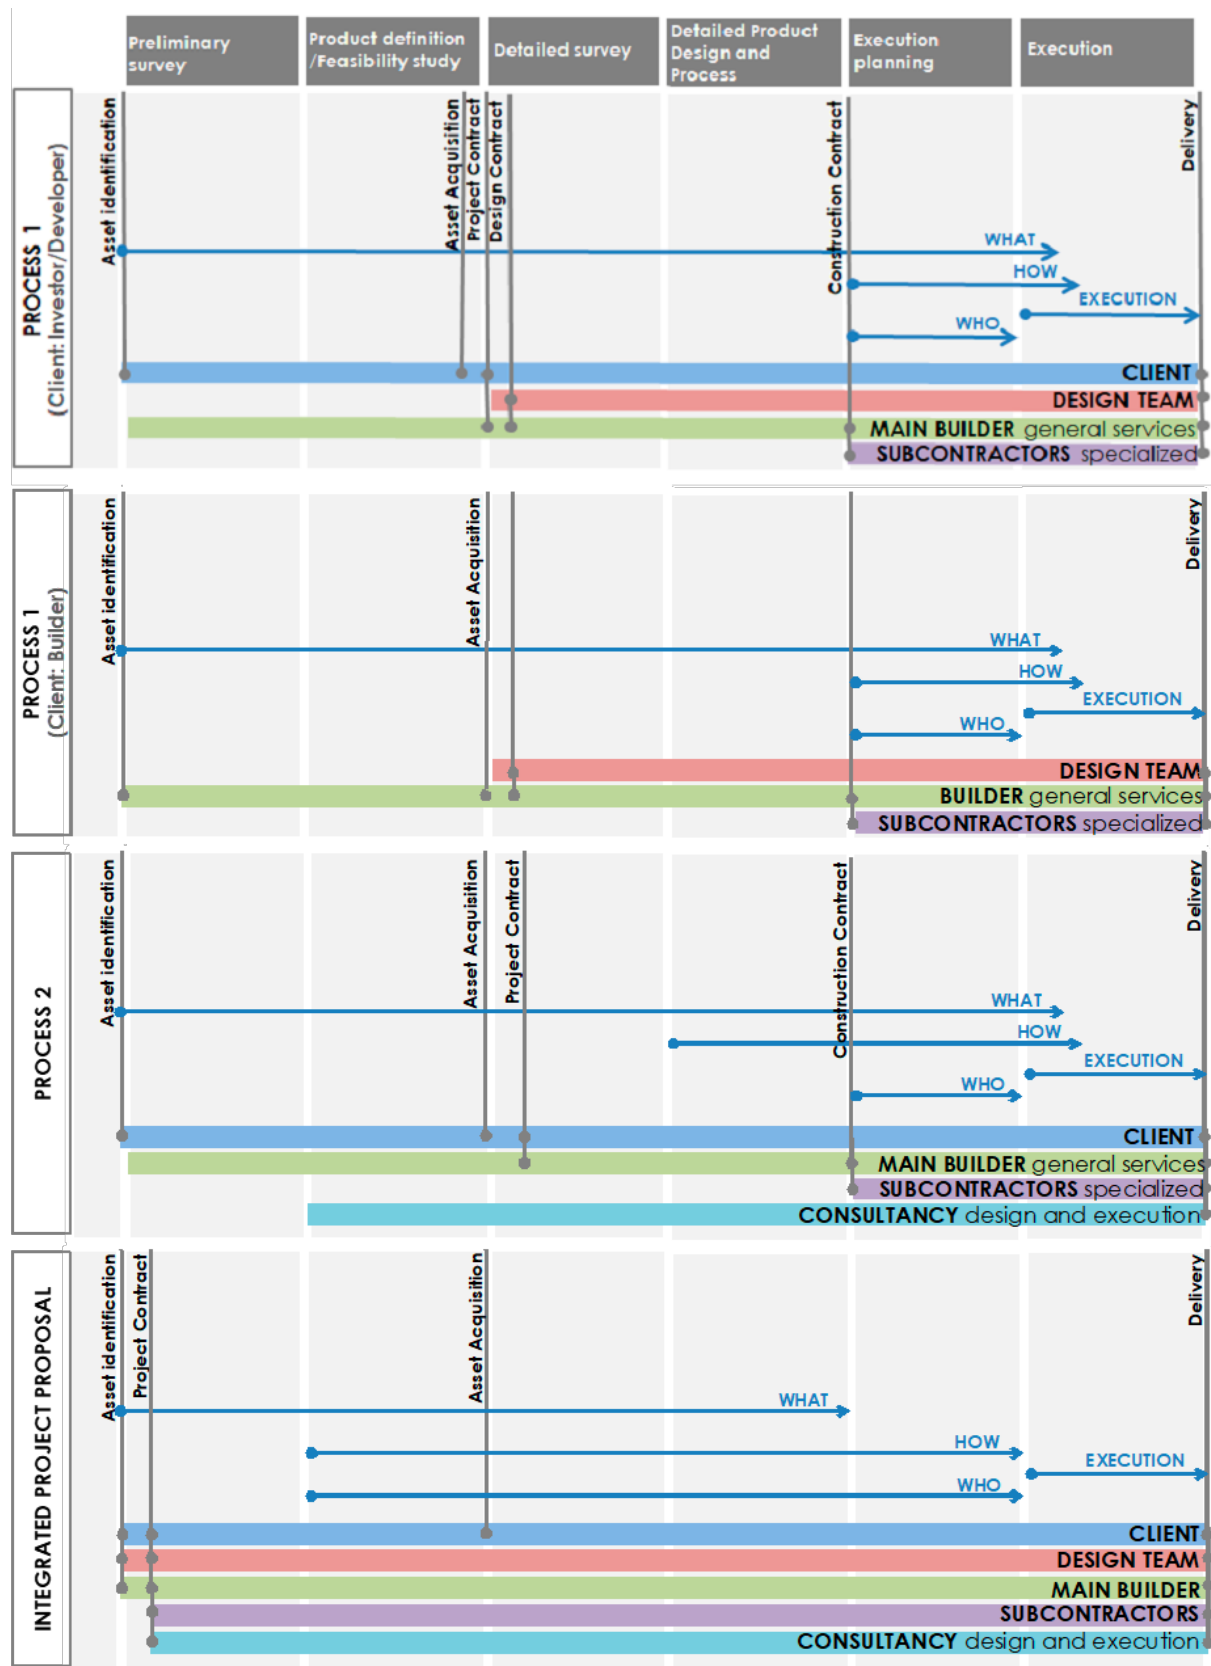 Preliminary
survey
Product definition
/Feasibility study
Detailed survey
Detailed Product
Design and
Process
Execution
planning
Execution
PROCESS 1
(Client: Investor/Developer)
Asset identification
Asset Acquisition
Project Contract
Design Contract
Construction Contract
Delivery
WHAT
HOW
EXECUTION
WHO
CLIENT
DESIGN TEAM
MAIN BUILDER general services
SUBCONTRACTORS specialized
PROCESS 1
(Client: Builder)
Asset identification
Asset Acquisition
Delivery
WHAT
HOW
EXECUTION
WHO
DESIGN TEAM
BUILDER general services
SUBCONTRACTORS specialized
PROCESS 2
Asset identification
Asset Acquisition
Project Contract
Construction Contract
Delivery
WHAT
HOW
EXECUTION
WHO
CLIENT
MAIN BUILDER general services
SUBCONTRACTORS specialized
CONSULTANCY design and execution
INTEGRATED PROJECT PROPOSAL
Asset identification
Project Contract
Asset Acquisition
Delivery
WHAT
HOW
EXECUTION
WHO
CLIENT
DESIGN TEAM
MAIN BUILDER
SUBCONTRACTORS
CONSULTANCY design and execution